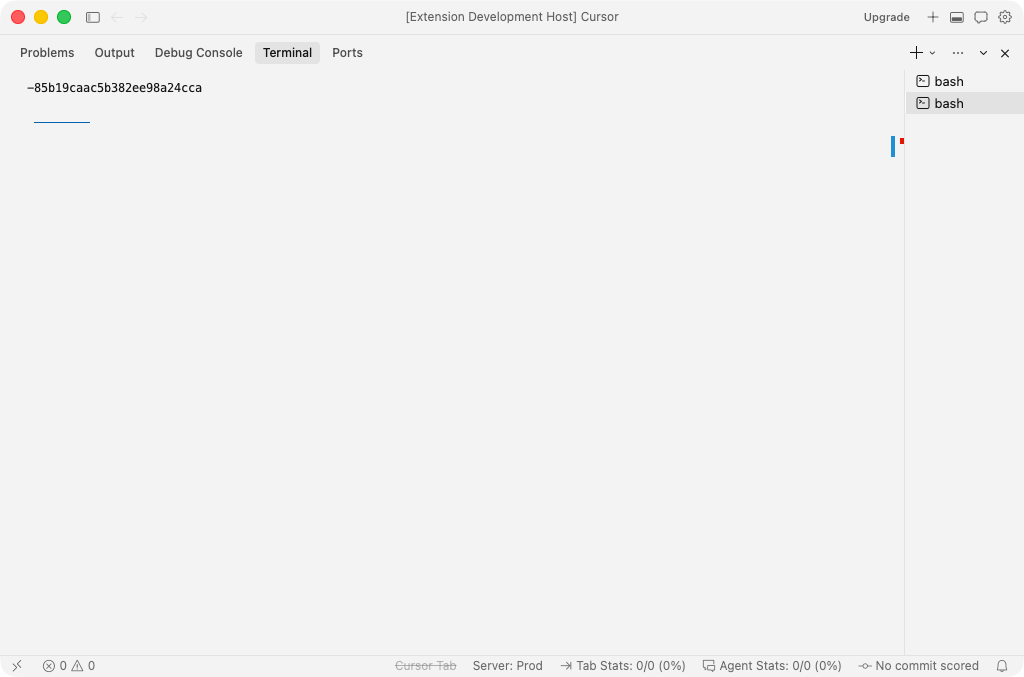 [Extension Development Host] Cursor
Upgrade
Problems Output Debug Console Terminal Ports
−85b19caac5b382ee98a24cca
bash
bash
0 0
Cursor Tab Server: Prod Tab Stats: 0/0 (0%) Agent Stats: 0/0 (0%) No commit scored